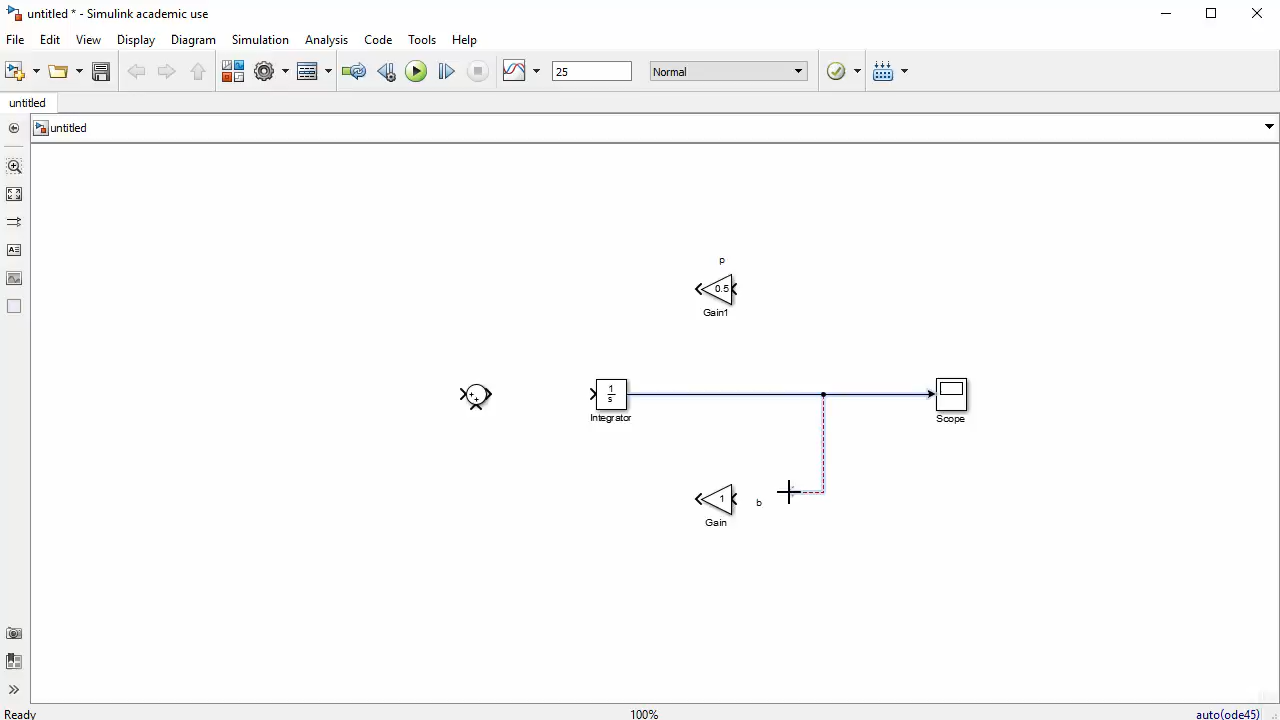 untitled * - Simulink academic use
File Edit View Display Diagram Simulation Analysis Code Tools Help
25 Normal
untitled
untitled
p
0.5
Gain1
1
s
Integrator
Scope
1
b
Gain
Ready 100% auto(ode45)